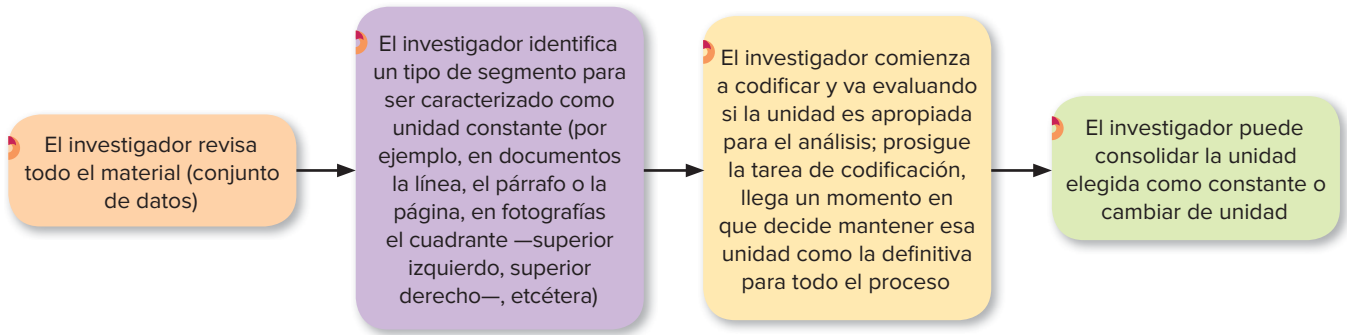 El investigador revisa
todo el material (conjunto
de datos)
El investigador identifica
un tipo de segmento para
ser caracterizado como
unidad constante (por
ejemplo, en documentos
la línea, el párrafo o la
página, en fotografías
el cuadrante —superior
izquierdo, superior
derecho—, etcétera)
El investigador comienza
a codificar y va evaluando
si la unidad es apropiada
para el análisis; prosigue
la tarea de codificación,
llega un momento en
que decide mantener esa
unidad como la definitiva
para todo el proceso
El investigador puede
consolidar la unidad
elegida como constante o
cambiar de unidad